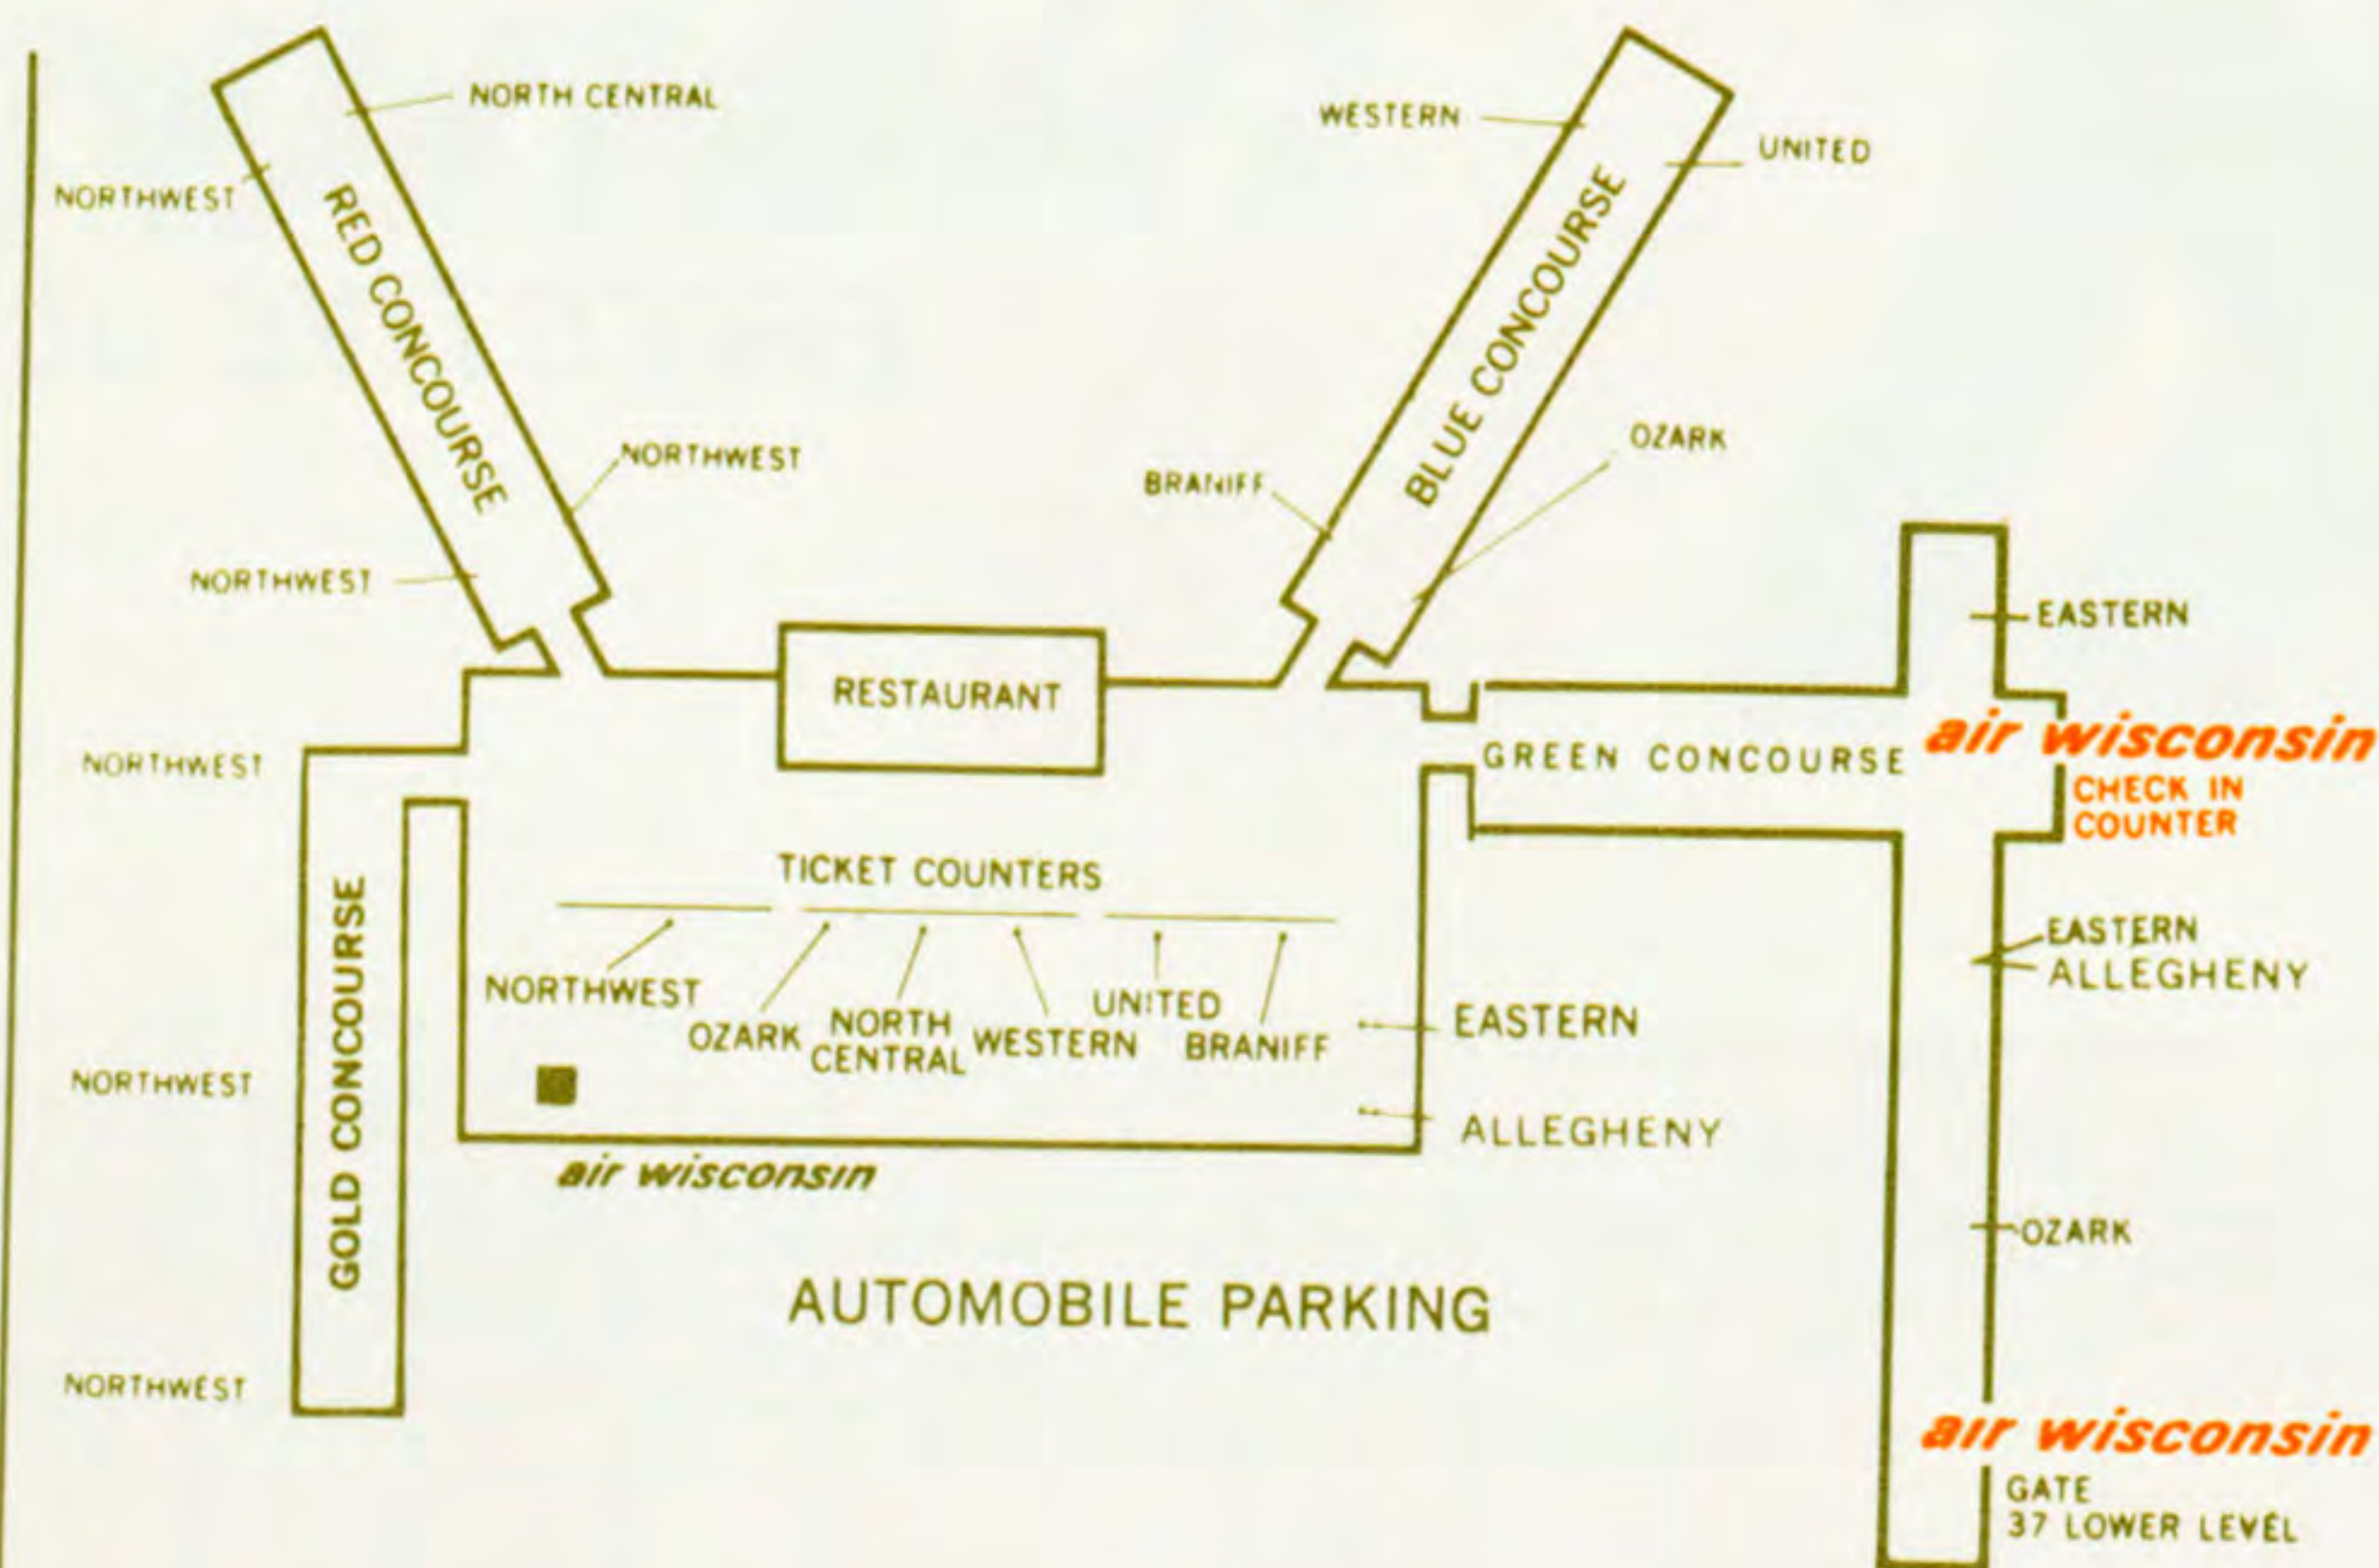 NORTH CENTRAL
WESTERN
UNITED
NORTHWEST
RED CONCOURSE
BLUE CONCOURSE
NORTHWEST
BRANIFF
OZARK
NORTHWEST
EASTERN
RESTAURANT
NORTHWEST
GREEN CONCOURSE
air wisconsin
CHECK IN
COUNTER
TICKET COUNTERS
GOLD CONCOURSE
NORTHWEST
OZARK
NORTH
CENTRAL
WESTERN
UNITED
BRANIFF
EASTERN
ALLEGHENY
EASTERN
ALLEGHENY
NORTHWEST
air wisconsin
OZARK
AUTOMOBILE PARKING
NORTHWEST
air wisconsin
GATE
37 LOWER LEVEL